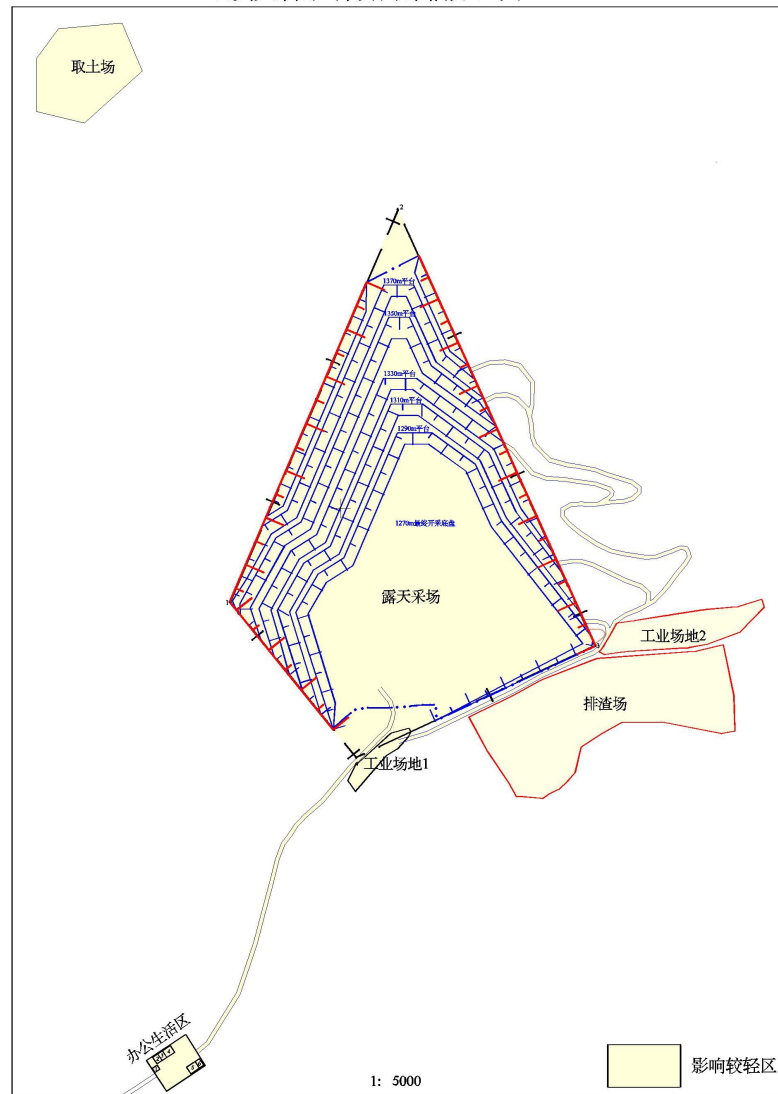 取土场
2
1370m平台
1350m平台
1330m平台
1310m平台
1290m平台
1270m最终开采底盘
露天采场
1
3
工业场地2
排渣场
工业场地1
办公生活区
1: 5000
影响较轻区